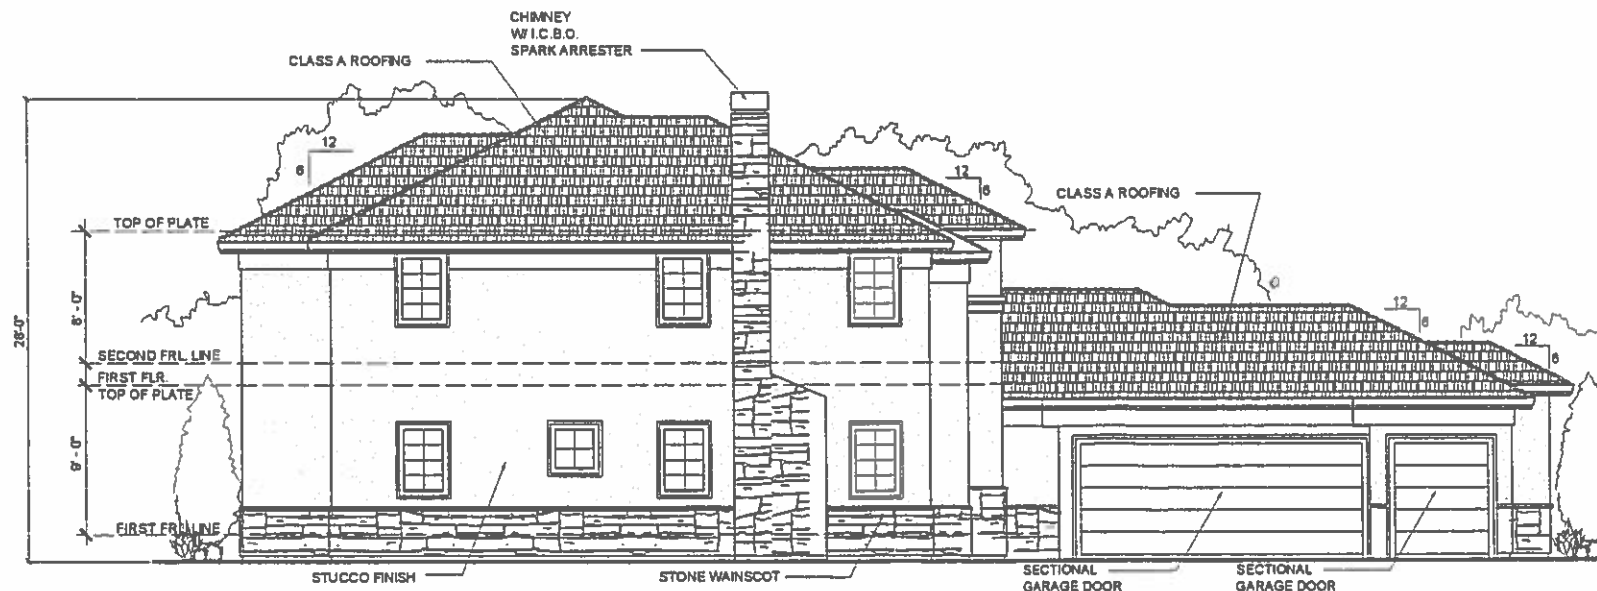 CHIMNEY
W/ I.C.B.O.
SPARK ARRESTER
CLASS A ROOFING
12
6
12
6
CLASS A ROOFING
TOP OF PLATE
8'-0"
28'-0"
12
6
12
6
SECOND FRL LINE
FIRST FLR.
TOP OF PLATE
9'-0"
FIRST FRL LINE
STUCCO FINISH
STONE WAINSCOT
SECTIONAL
GARAGE DOOR
SECTIONAL
GARAGE DOOR